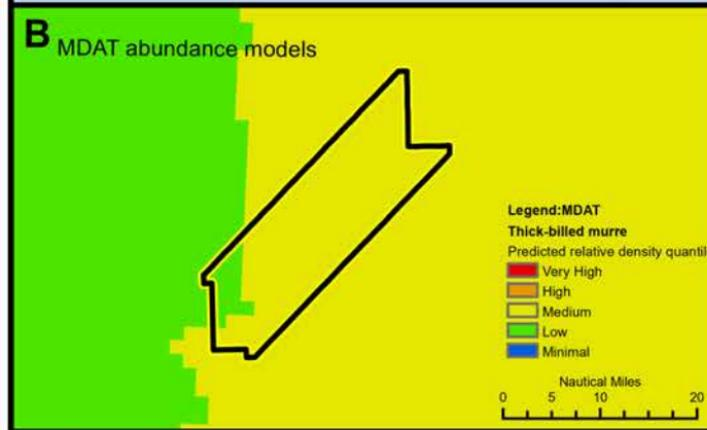 B MDAT abundance models
Legend:MDAT
Thick-billed murre
Predicted relative density quantil
Very High
High
Medium
Low
Minimal
Nautical Miles
0 5 10 20